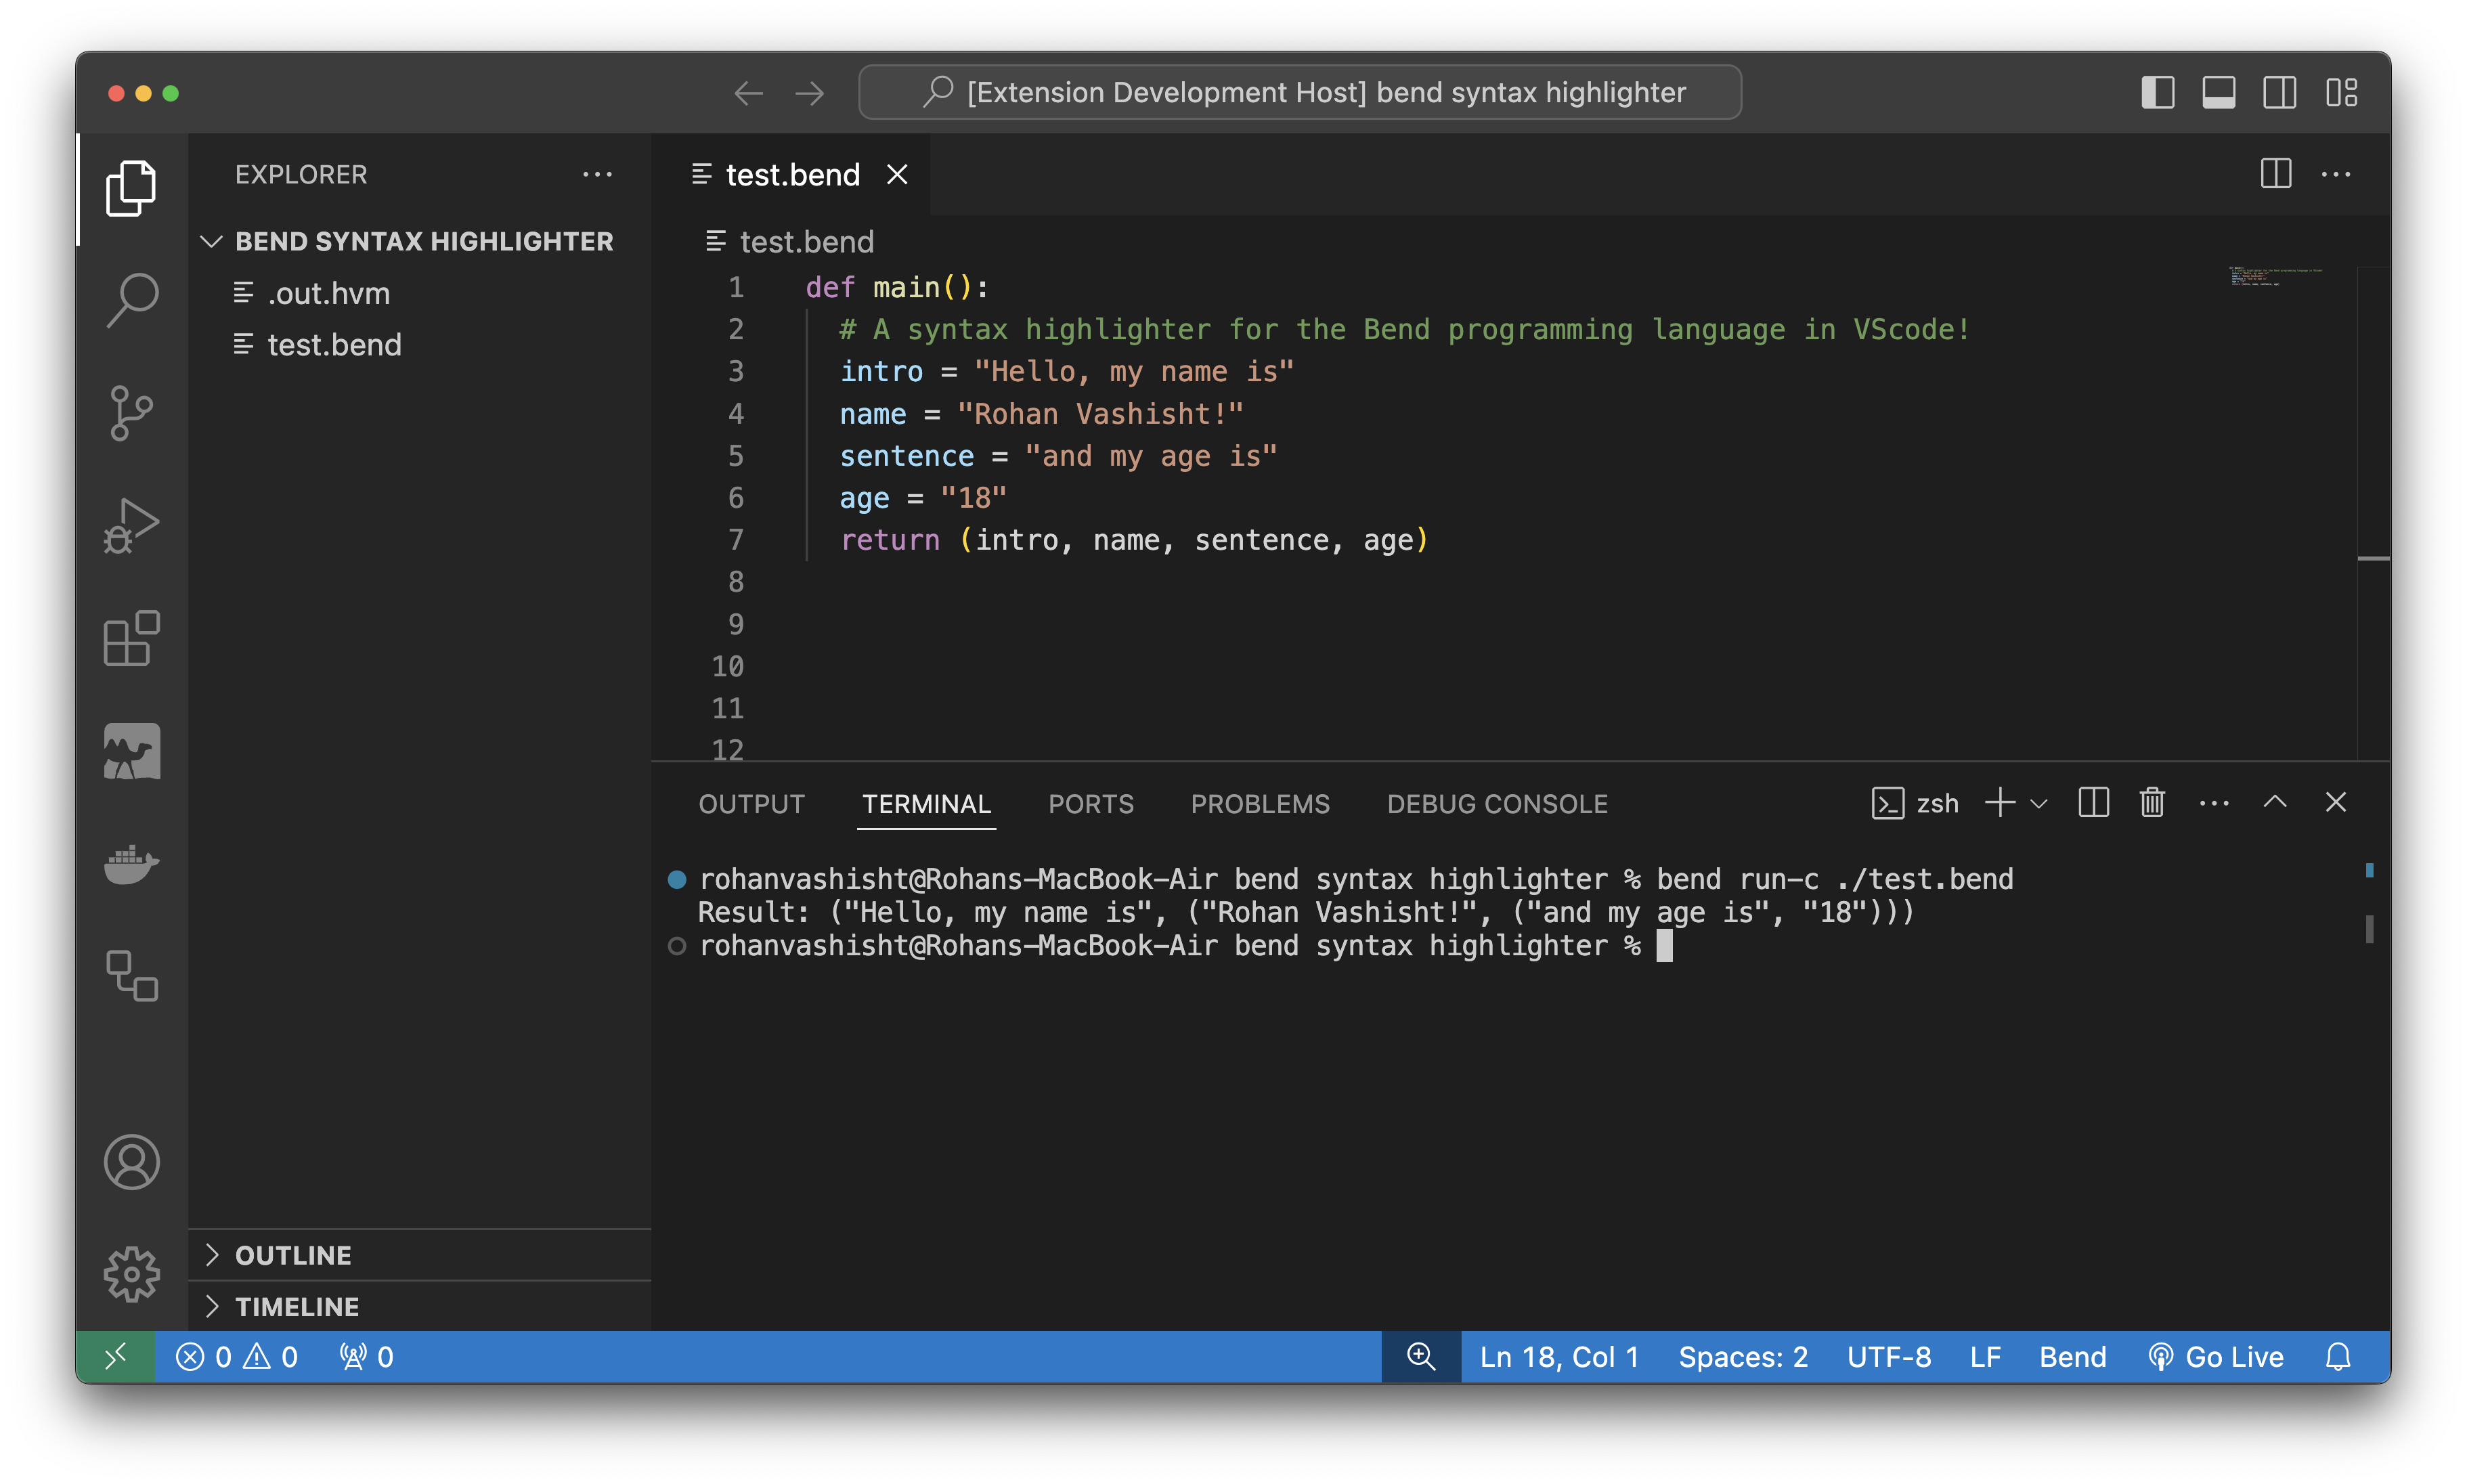 [Extension Development Host] bend syntax highlighter
EXPLORER
BEND SYNTAX HIGHLIGHTER
.out.hvm
test.bend
test.bend
test.bend
1 def main():
2 # A syntax highlighter for the Bend programming language in VScode!
3 intro = "Hello, my name is"
4 name = "Rohan Vashisht!"
5 sentence = "and my age is"
6 age = "18"
7 return (intro, name, sentence, age)
8
9
10
11
12
OUTPUT TERMINAL PORTS PROBLEMS DEBUG CONSOLE zsh
rohanvashisht@Rohans-MacBook-Air bend syntax highlighter % bend run-c ./test.bend
Result: ("Hello, my name is", ("Rohan Vashisht!", ("and my age is", "18")))
rohanvashisht@Rohans-MacBook-Air bend syntax highlighter %
OUTLINE
TIMELINE
0 0 0 Ln 18, Col 1 Spaces: 2 UTF-8 LF Bend Go Live